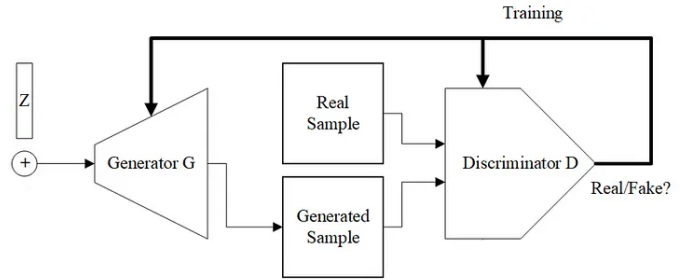 Training
Z
+
Generator G
Real
Sample
Generated
Sample
Discriminator D
Real/Fake?